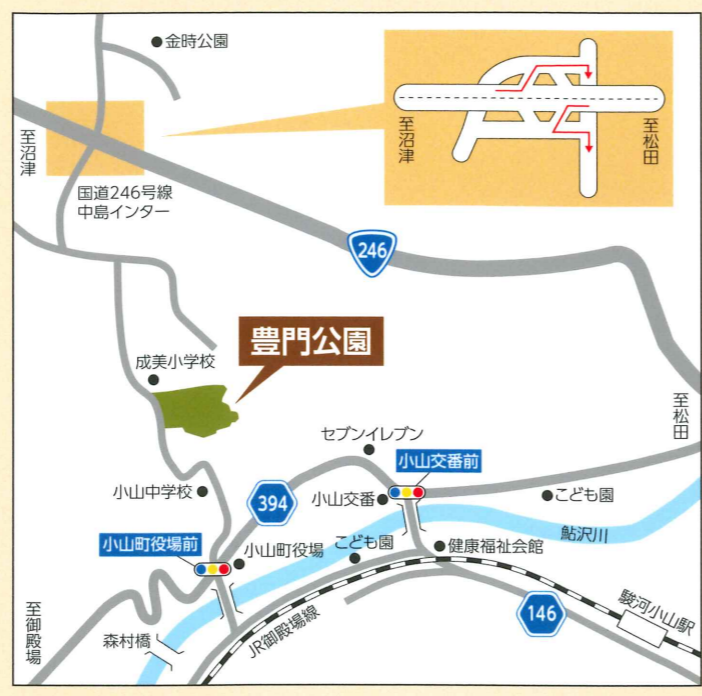 金時公園
至沼津
至沼津
至松田
国道246号線
中島インター
246
豊門公園
成美小学校
至松田
セブンイレブン
小山交番前
小山中学校
394
小山交番
こども園
鮎沢川
小山町役場前
小山町役場
こども園
健康福祉会館
至御殿場
森村橋
JR御殿場線
146
駿河小山駅